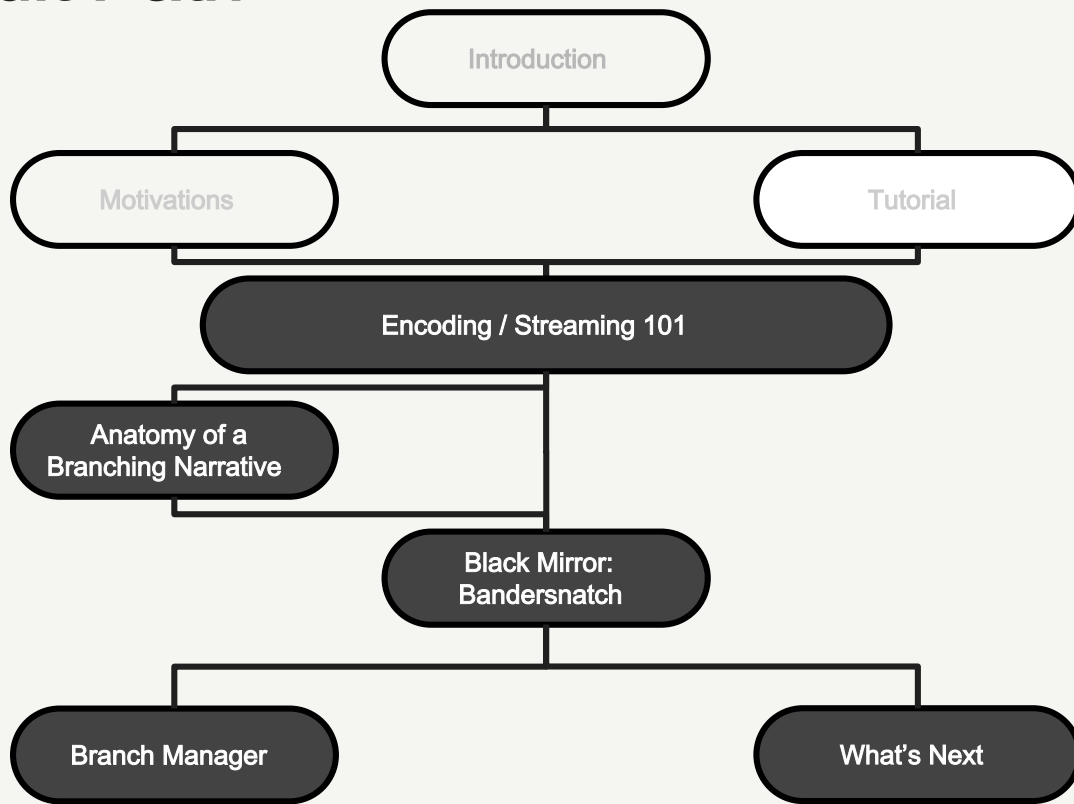 Introduction
Motivations
Tutorial
Encoding / Streaming 101
Anatomy of a
Branching Narrative
Black Mirror:
Bandersnatch
Branch Manager
What's Next